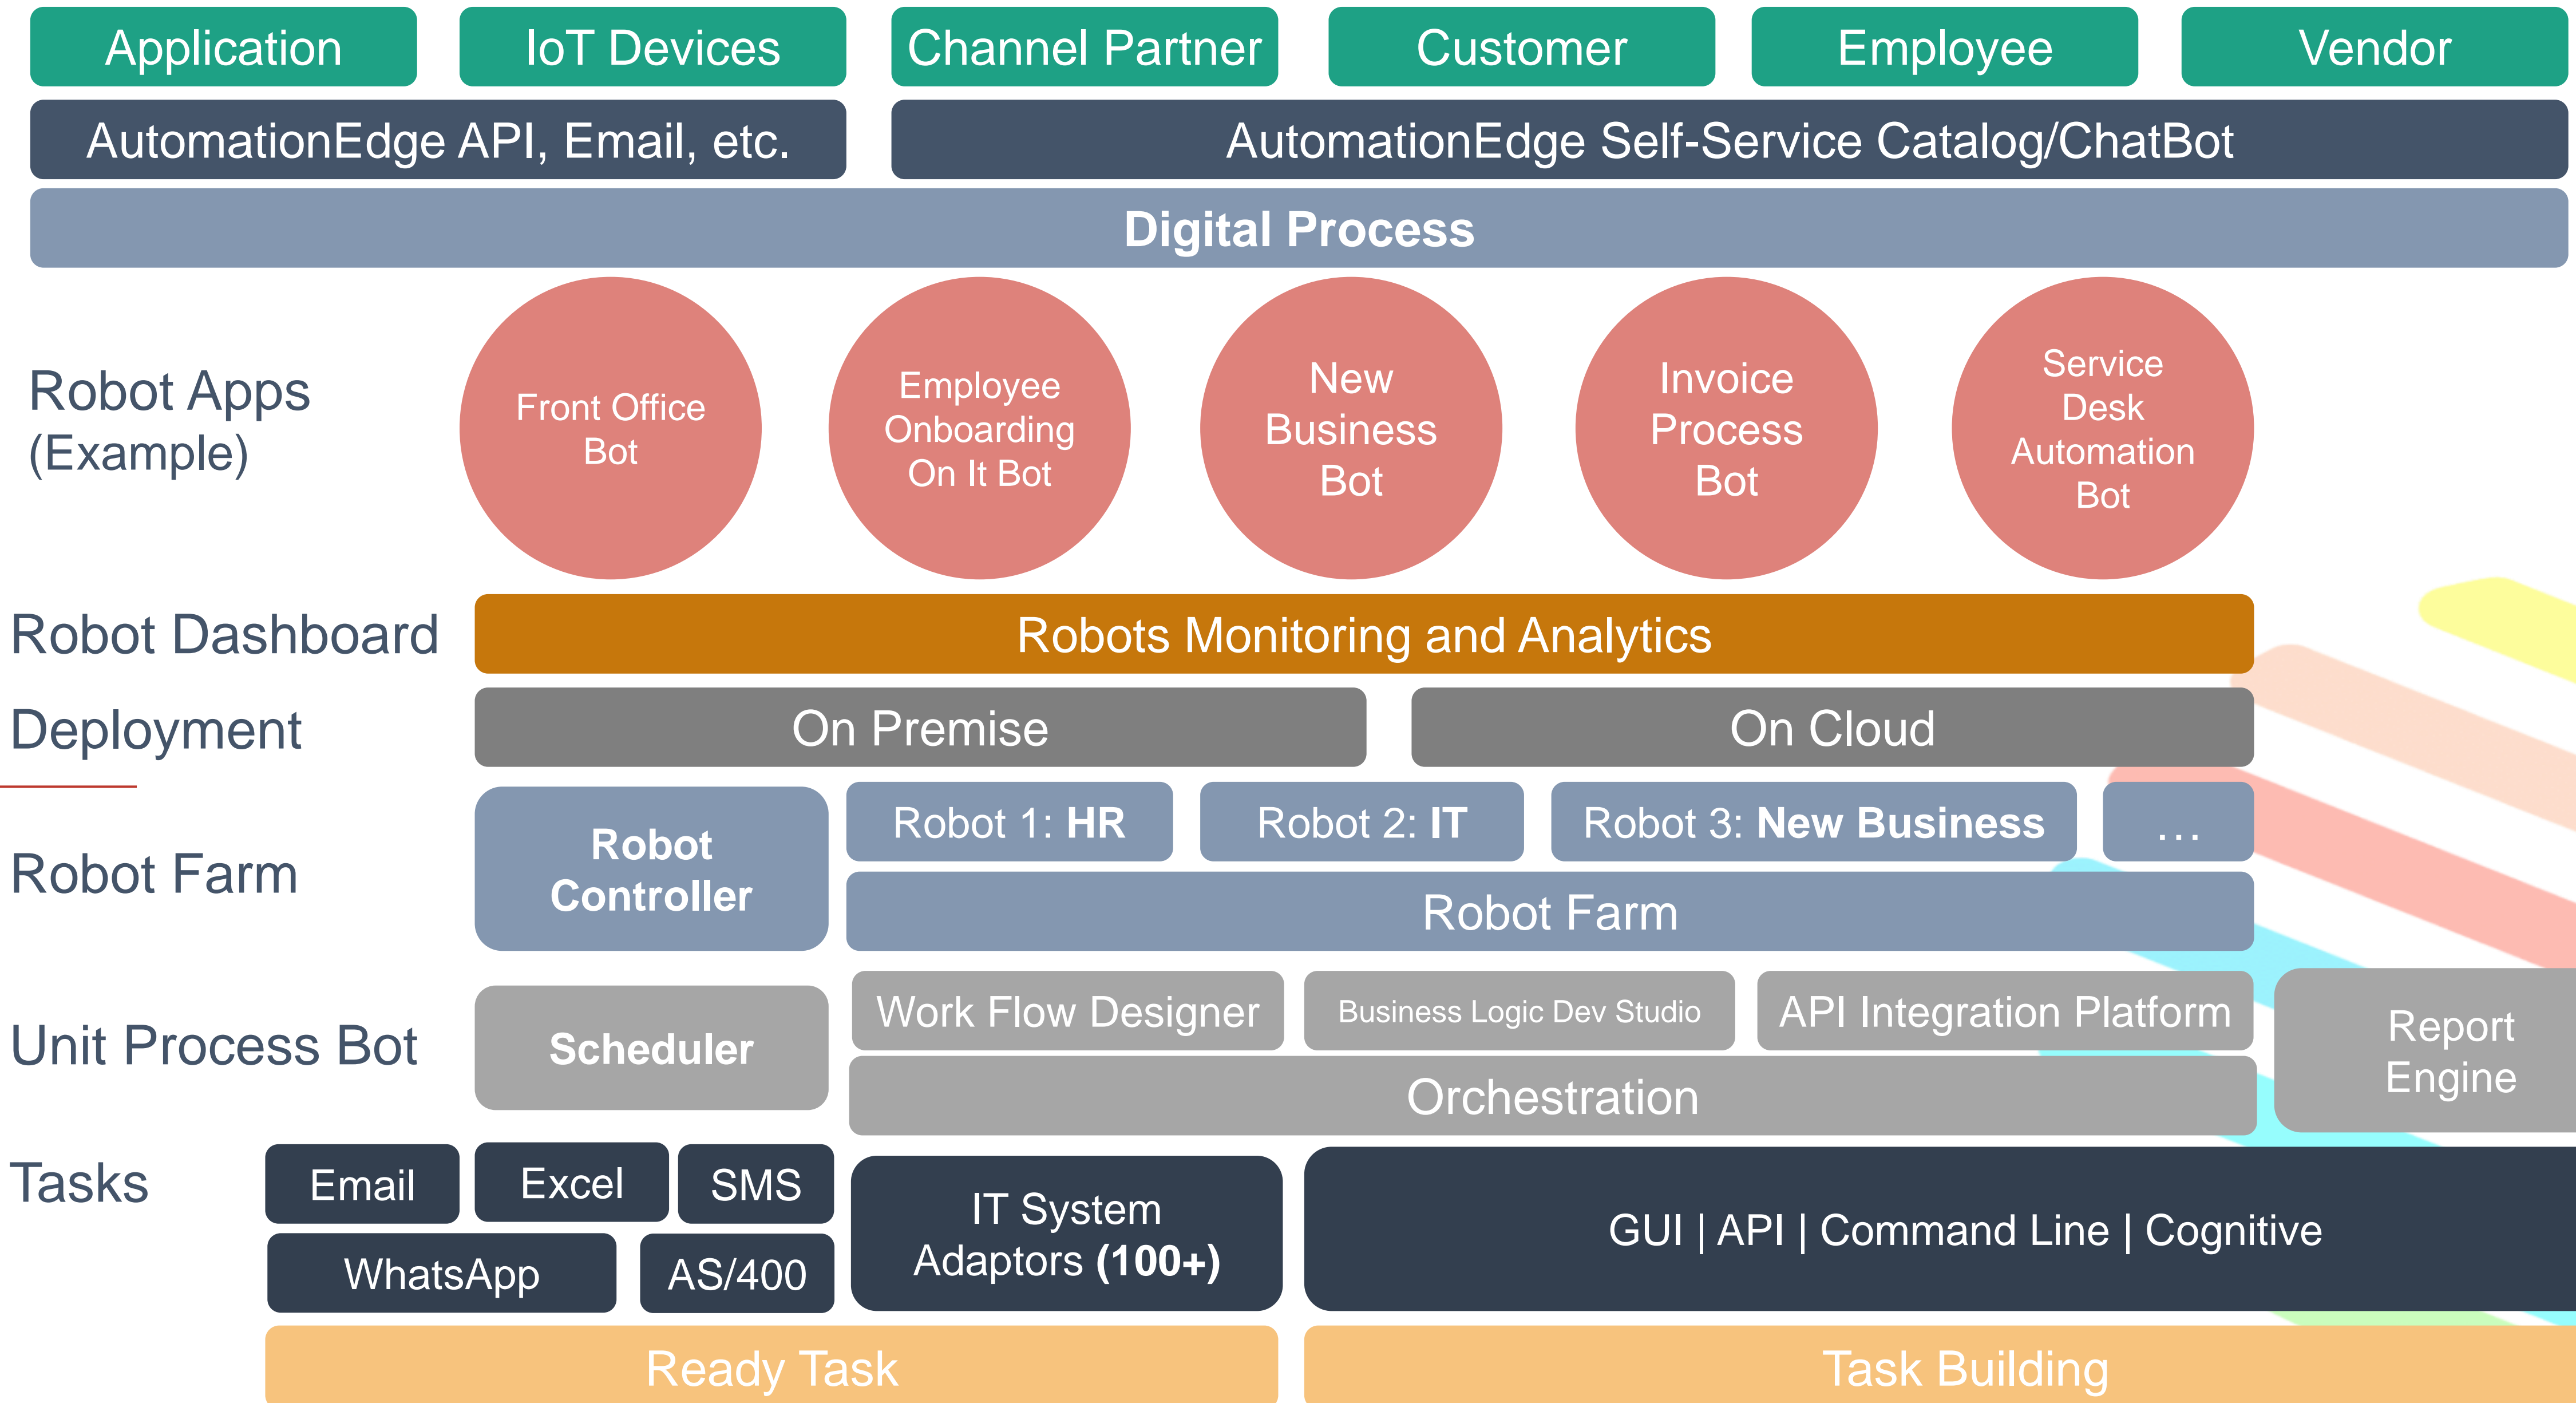 Application
IoT Devices
Channel Partner
Customer
Employee
Vendor
AutomationEdge API, Email, etc.
AutomationEdge Self-Service Catalog/ChatBot
Digital Process
Robot Apps
(Example)
Front Office
Bot
Employee
Onboarding
On It Bot
New
Business
Bot
Invoice
Process
Bot
Service
Desk
Automation
Bot
Robot Dashboard
Robots Monitoring and Analytics
Deployment
On Premise
On Cloud
Robot Farm
Robot
Controller
Robot 1: HR
Robot 2: IT
Robot 3: New Business
...
Robot Farm
Unit Process Bot
Scheduler
Work Flow Designer
Business Logic Dev Studio
API Integration Platform
Orchestration
Report
Engine
Tasks
Email
Excel
SMS
WhatsApp
AS/400
IT System
Adaptors (100+)
GUI | API | Command Line | Cognitive
Ready Task
Task Building